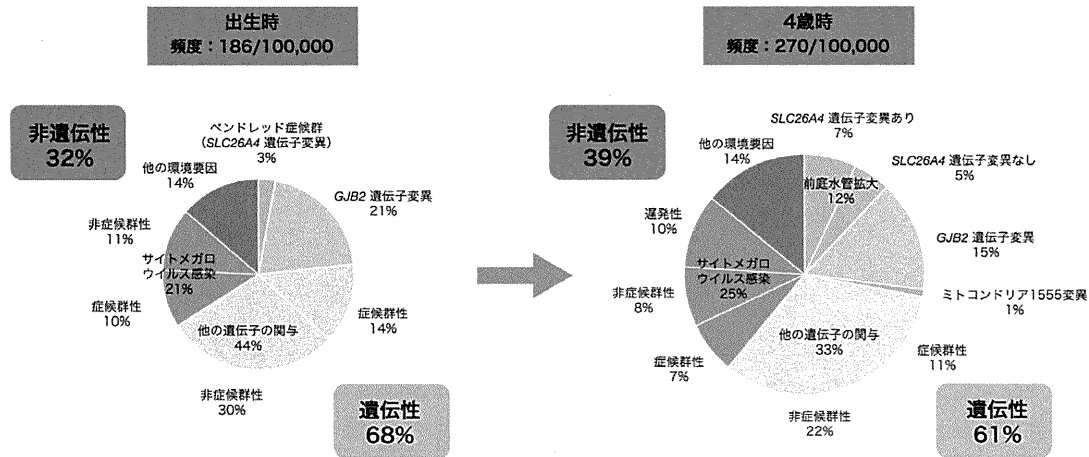 出生時
頻度：186/100,000
非遺伝性
32%
ペンドレッド症候群
（SLC26A4 遺伝子変異）
3%
他の環境要因
14%
GJB2 遺伝子変異
21%
非症候群性
11%
サイトメガロ
ウイルス感染
21%
症候群性
10%
症候群性
14%
他の遺伝子の関与
44%
非症候群性
30%
遺伝性
68%
4歳時
頻度：270/100,000
非遺伝性
39%
SLC26A4 遺伝子変異あり
7%
他の環境要因
14%
SLC26A4 遺伝子変異なし
5%
前庭水管拡大
12%
遅発性
10%
GJB2 遺伝子変異
15%
サイトメガロ
ウイルス感染
25%
非症候群性
8%
ミトコンドリア1555変異
1%
他の遺伝子の関与
33%
症候群性
11%
症候群性
7%
非症候群性
22%
遺伝性
61%